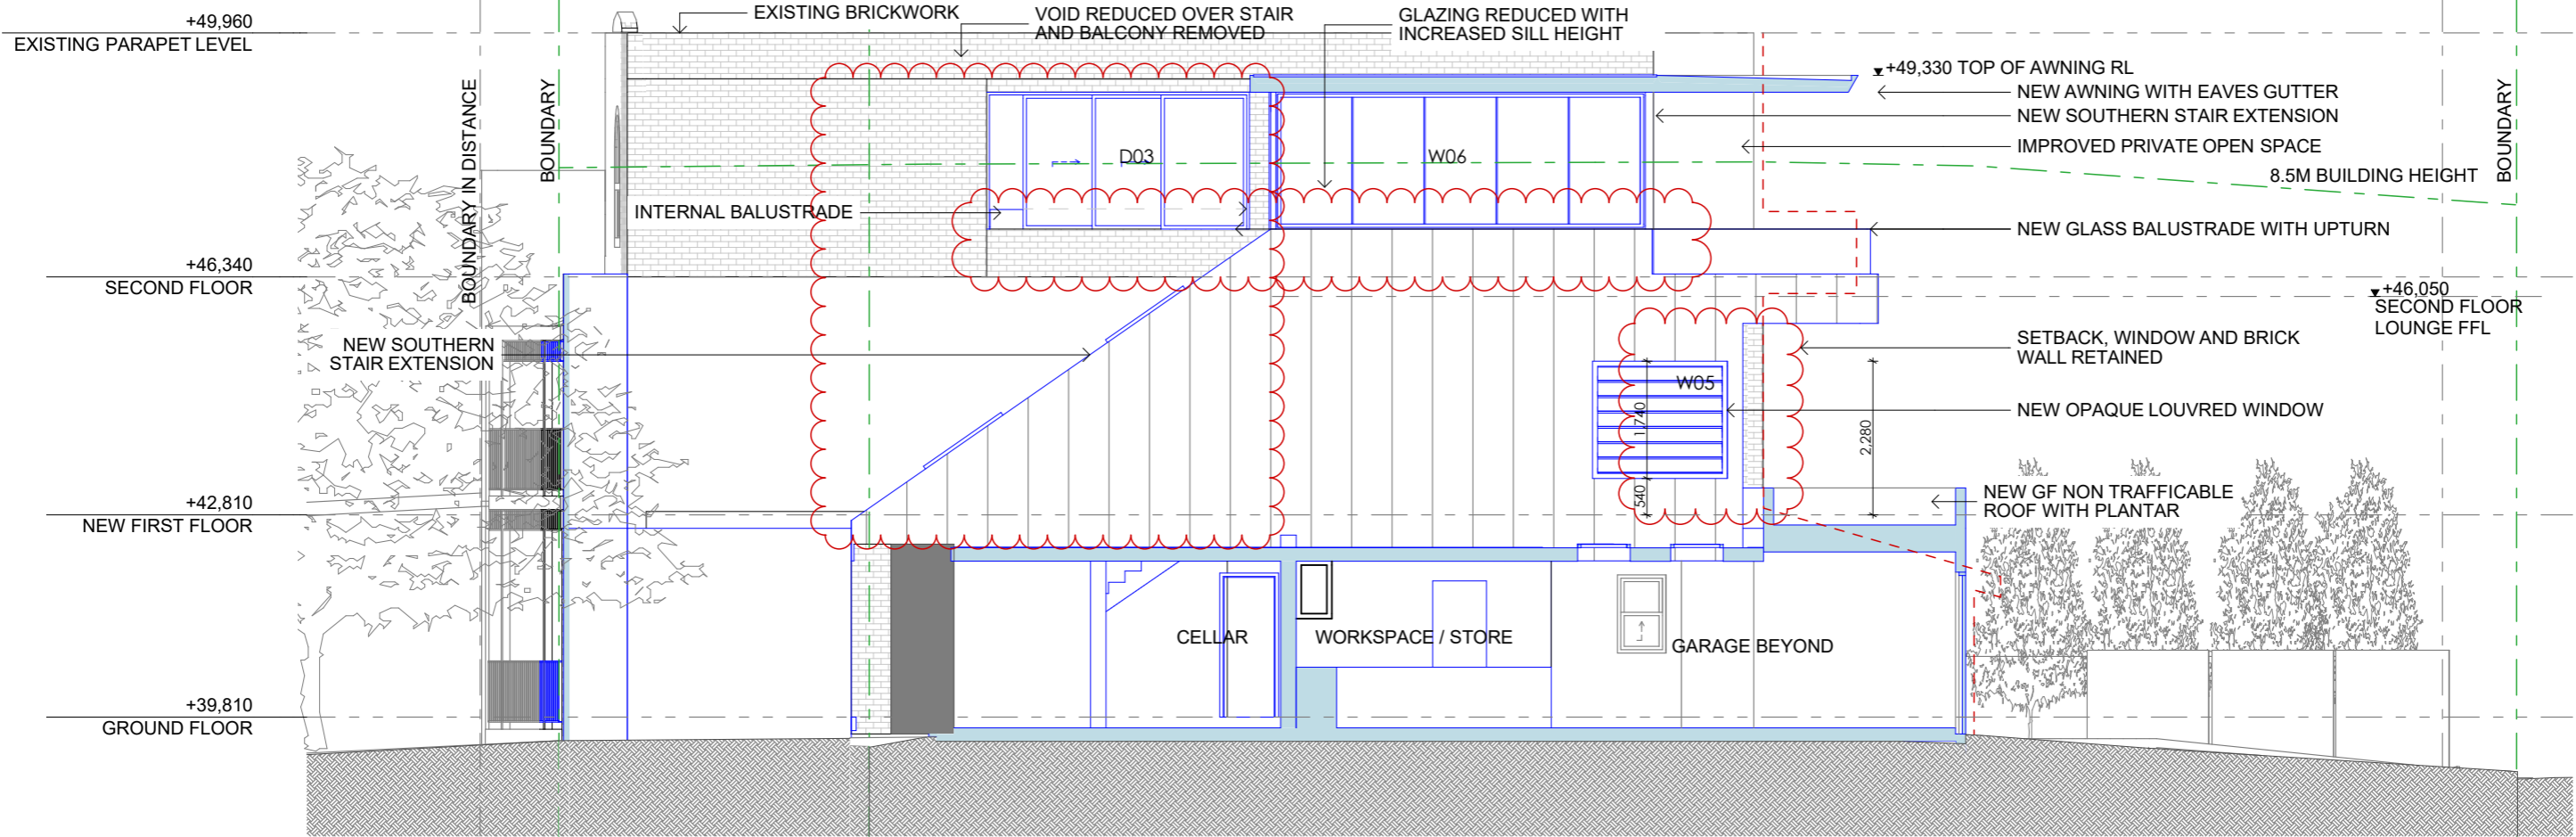 +49,960
EXISTING PARAPET LEVEL
EXISTING BRICKWORK
VOID REDUCED OVER STAIR
AND BALCONY REMOVED
GLAZING REDUCED WITH
INCREASED SILL HEIGHT
+49,330 TOP OF AWNING RL
NEW AWNING WITH EAVES GUTTER
NEW SOUTHERN STAIR EXTENSION
IMPROVED PRIVATE OPEN SPACE
8.5M BUILDING HEIGHT
BOUNDARY
BOUNDARY IN DISTANCE
BOUNDARY
D03
W06
INTERNAL BALUSTRADE
NEW GLASS BALUSTRADE WITH UPTURN
+46,340
SECOND FLOOR
+46,050
SECOND FLOOR
LOUNGE FFL
NEW SOUTHERN
STAIR EXTENSION
SETBACK, WINDOW AND BRICK
WALL RETAINED
W05
NEW OPAQUE LOUVRED WINDOW
1,740
540
2,280
+42,810
NEW FIRST FLOOR
NEW GF NON TRAFFICABLE
ROOF WITH PLANTAR
CELLAR
WORKSPACE / STORE
GARAGE BEYOND
+39,810
GROUND FLOOR